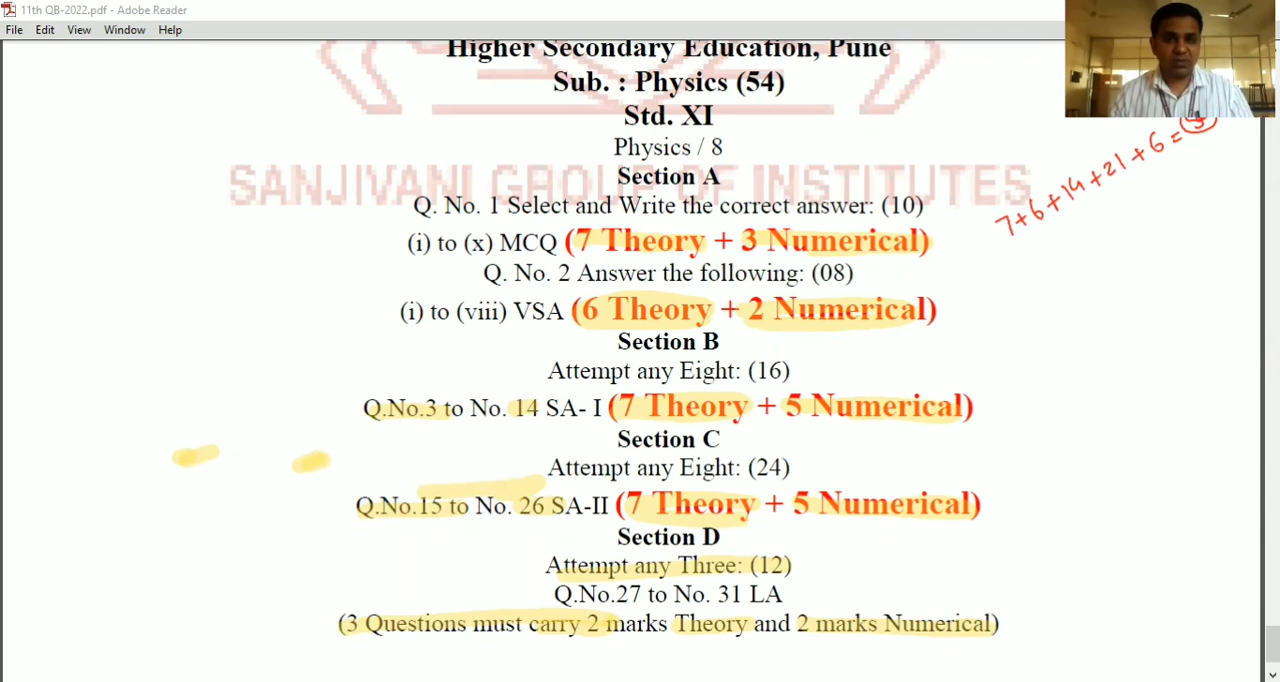 11th QB-2022.pdf - Adobe Reader
File Edit View Window Help
Higher Secondary Education, Pune
Sub. : Physics (54)
Std. XI
Physics / 8
SANJIVANI GROUP OF INSTITUTES
Section A
Q. No. 1 Select and Write the correct answer: (10)
(i) to (x) MCQ (7 Theory + 3 Numerical)
Q. No. 2 Answer the following: (08)
(i) to (viii) VSA (6 Theory + 2 Numerical)
Section B
Attempt any Eight: (16)
Q.No.3 to No. 14 SA- I (7 Theory + 5 Numerical)
Section C
Attempt any Eight: (24)
Q.No.15 to No. 26 SA-II (7 Theory + 5 Numerical)
Section D
Attempt any Three: (12)
Q.No.27 to No. 31 LA
(3 Questions must carry 2 marks Theory and 2 marks Numerical)
7+6+14+21+6=